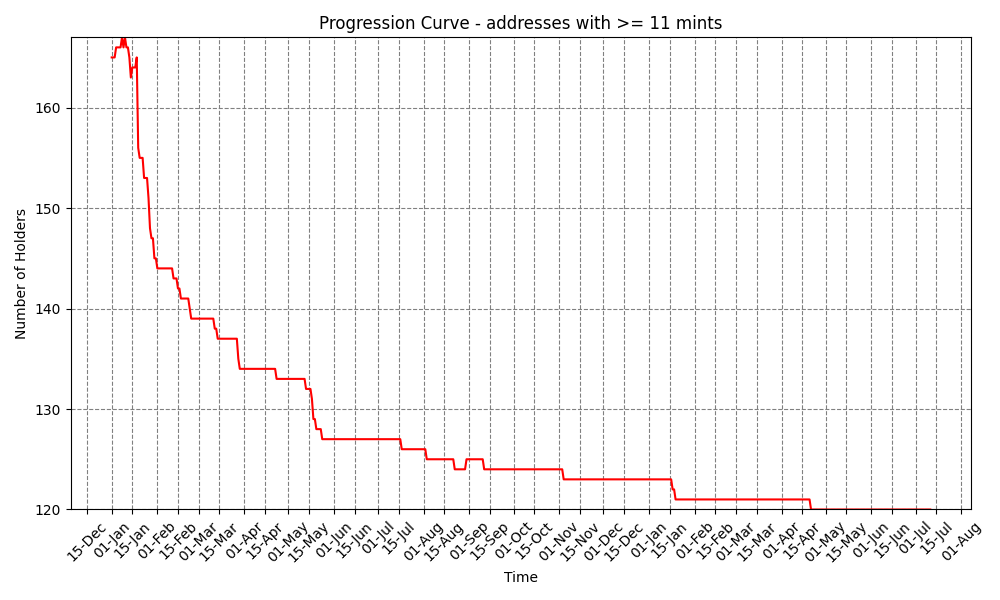 Progression Curve - addresses with >= 11 mints
Number of Holders
160
150
140
130
120
15-Dec
01-Jan
15-Jan
01-Feb
15-Feb
01-Mar
15-Mar
01-Apr
15-Apr
01-May
15-May
01-Jun
15-Jun
01-Jul
15-Jul
01-Aug
15-Aug
01-Sep
15-Sep
01-Oct
15-Oct
01-Nov
15-Nov
01-Dec
15-Dec
01-Jan
15-Jan
01-Feb
15-Feb
01-Mar
15-Mar
01-Apr
15-Apr
01-May
15-May
01-Jun
15-Jun
01-Jul
15-Jul
01-Aug
Time